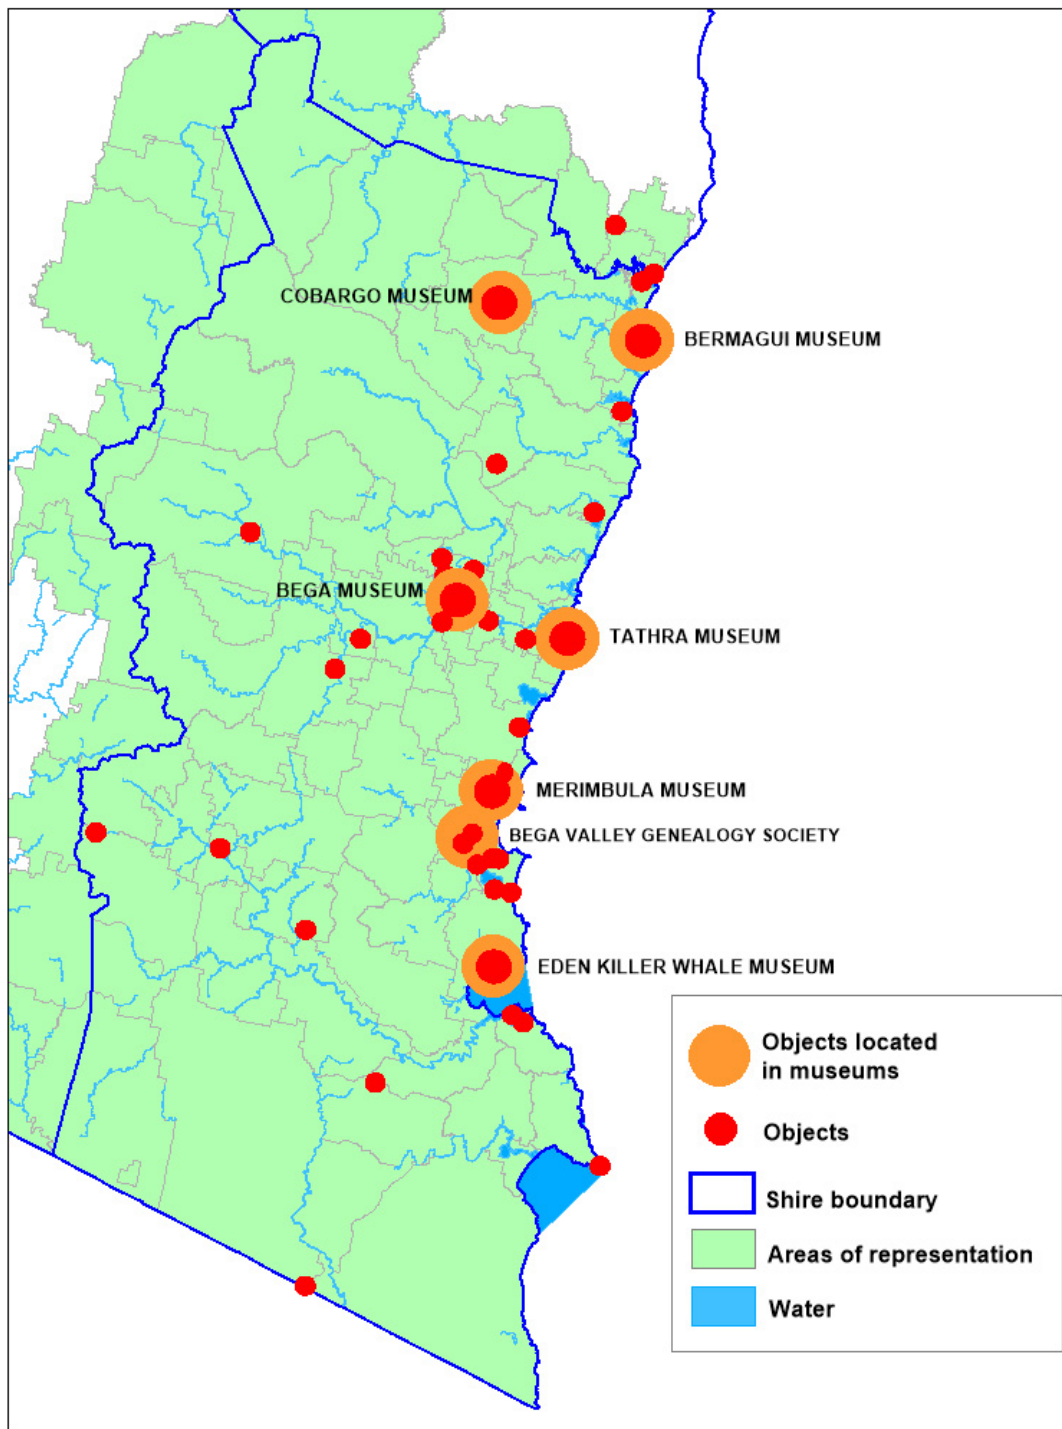 COBARGO MUSEUM
BERMAGUI MUSEUM
BEGA MUSEUM
TATHRA MUSEUM
MERIMBULA MUSEUM
BEGA VALLEY GENEALOGY SOCIETY
EDEN KILLER WHALE MUSEUM
Objects located
in museums
Objects
Shire boundary
Areas of representation
Water